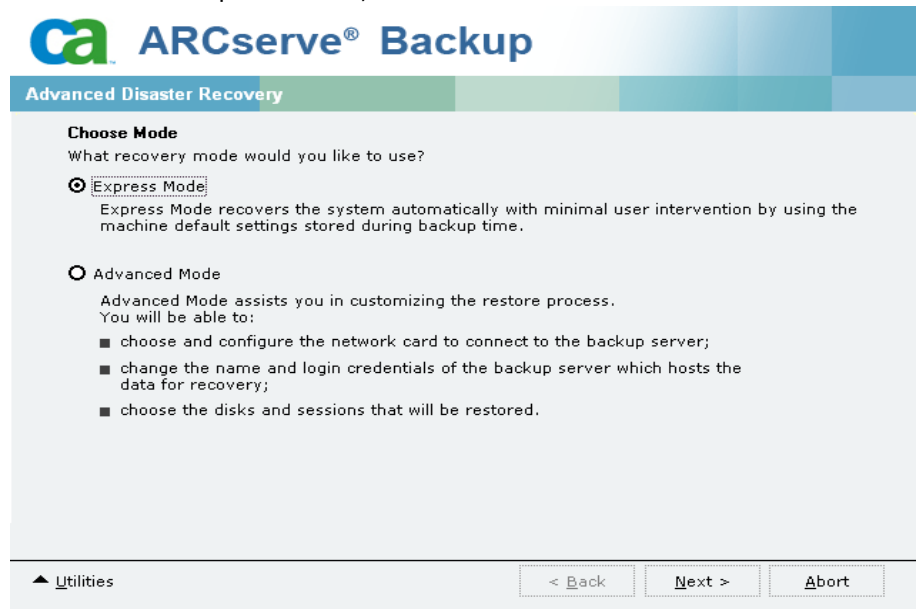 ca ARCserve® Backup
Advanced Disaster Recovery
Choose Mode
What recovery mode would you like to use?
Express Mode
Express Mode recovers the system automatically with minimal user intervention by using the
machine default settings stored during backup time.
Advanced Mode
Advanced Mode assists you in customizing the restore process.
You will be able to:
■ choose and configure the network card to connect to the backup server;
■ change the name and login credentials of the backup server which hosts the
data for recovery;
■ choose the disks and sessions that will be restored.
Utilities < Back Next > Abort